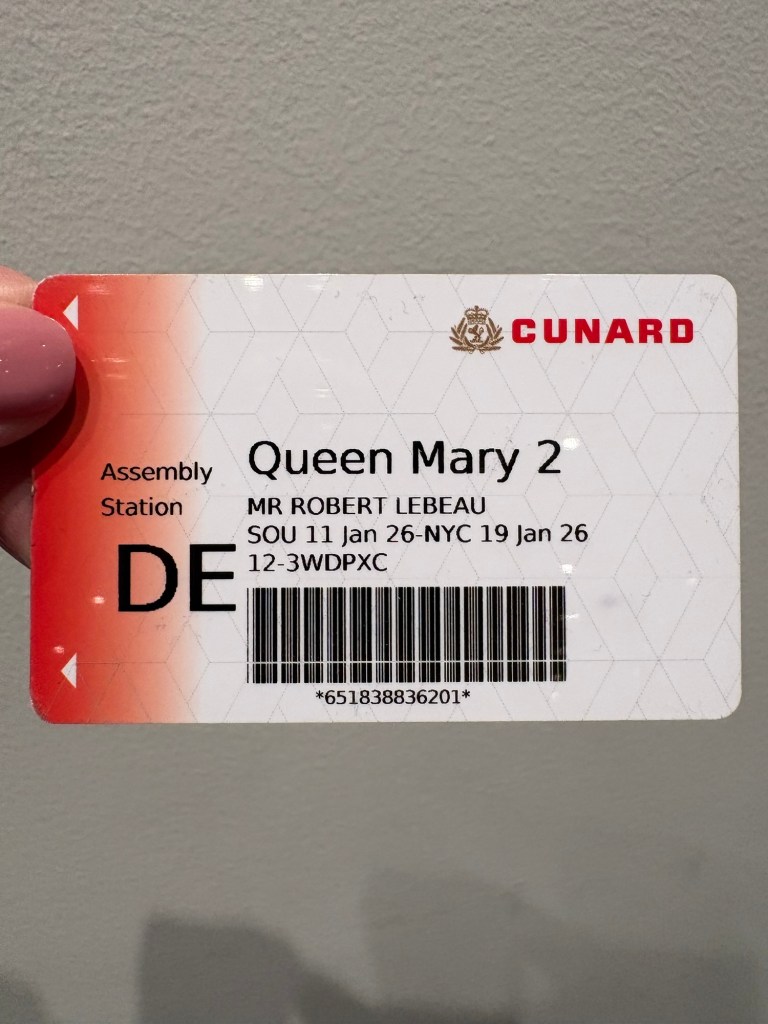 CUNARD
Queen Mary 2
Assembly
Station
DE
MR ROBERT LEBEAU
SOU 11 Jan 26-NYC 19 Jan 26
12-3WDPXC
*651838836201*